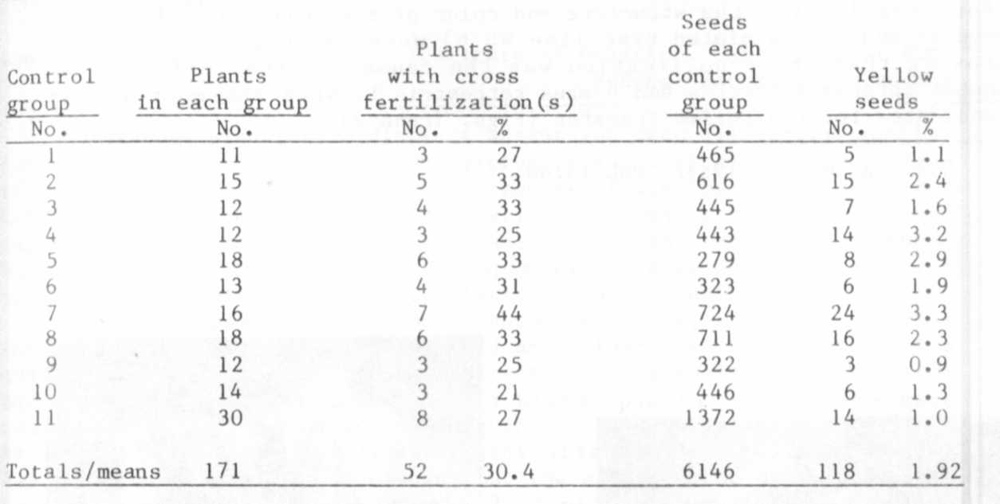 Seeds
Plants of each
Control Plants with cross control Yellow
group in each group fertilization(s) group seeds
No. No. No. % No. No. %
1 11 3 27 465 5 1.1
2 15 5 33 616 15 2.4
3 12 4 33 445 7 1.6
4 12 3 25 443 14 3.2
5 18 6 33 279 8 2.9
6 13 4 31 323 6 1.9
7 16 7 44 724 24 3.3
8 18 6 33 711 16 2.3
9 12 3 25 322 3 0.9
10 14 3 21 446 6 1.3
11 30 8 27 1372 14 1.0
Totals/means 171 52 30.4 6146 118 1.92